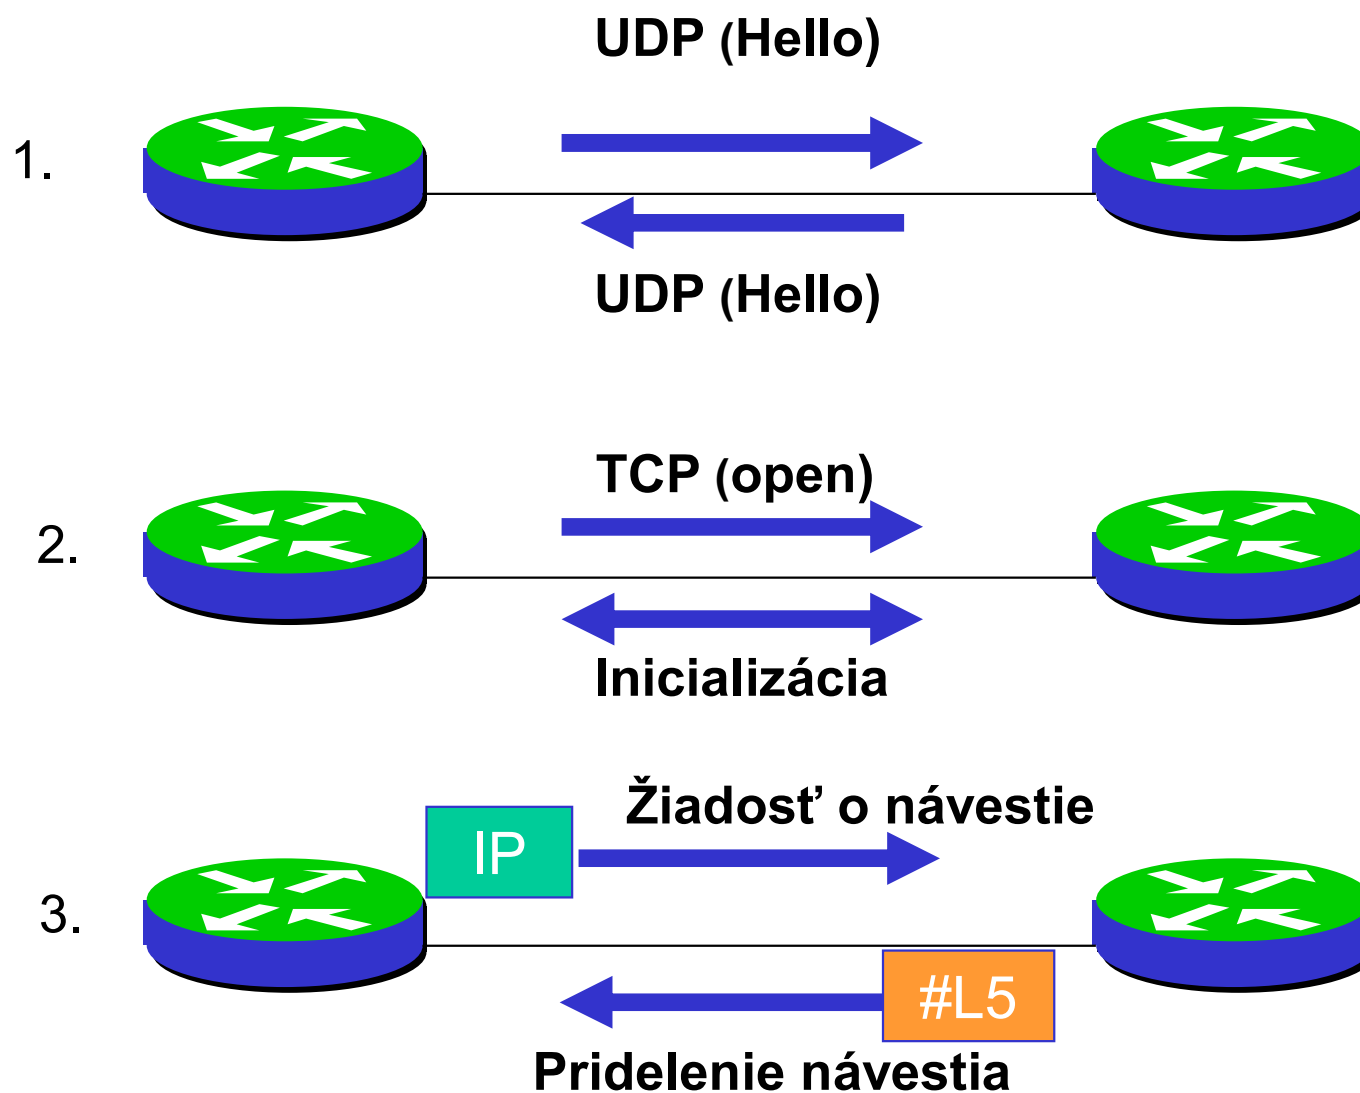 UDP (Hello)
1.
UDP (Hello)
TCP (open)
2.
Inicializácia
Žiadosť o návestie
IP
3.
#L5
Pridelenie návestia